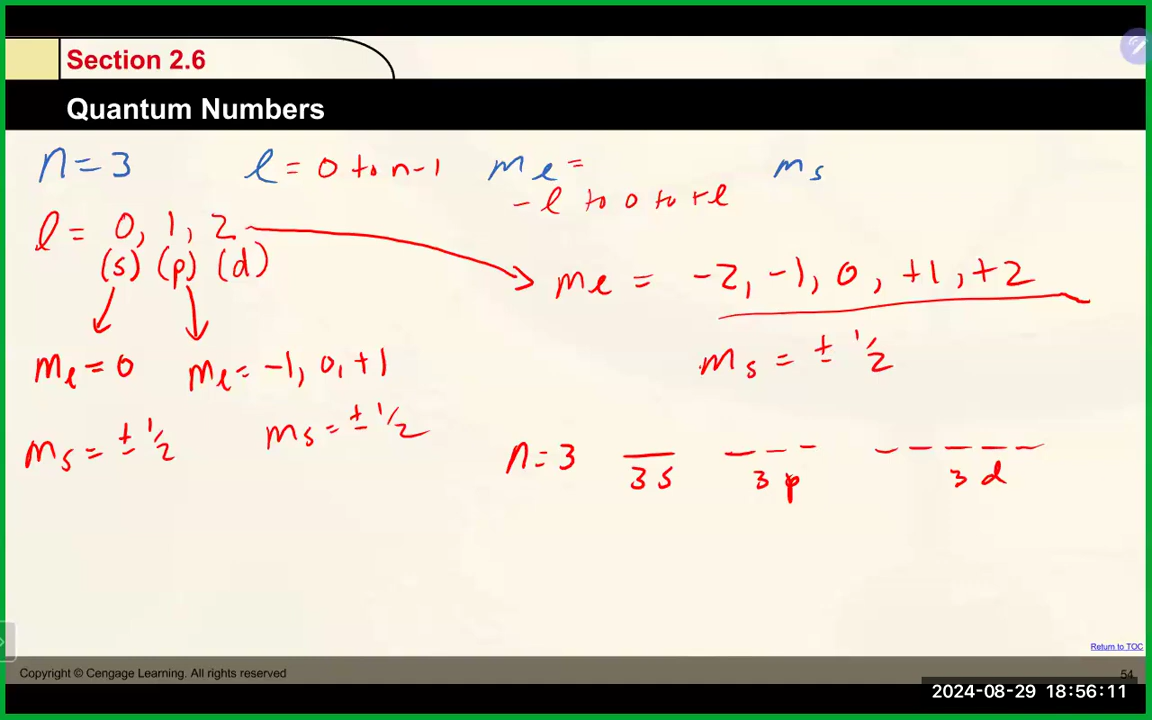 Section 2.6
Quantum Numbers
n = 3 ℓ = 0 to n-1 mℓ = ms
-ℓ to 0 to +ℓ
ℓ = 0, 1, 2
(s) (p) (d)
mℓ = -2, -1, 0, +1, +2
mℓ = 0 mℓ = -1, 0, +1
ms = ± 1/2
ms = ± 1/2 ms = ± 1/2
n = 3
3s 3p 3d
Return to TOC
Copyright © Cengage Learning. All rights reserved
54
2024-08-29 18:56:11